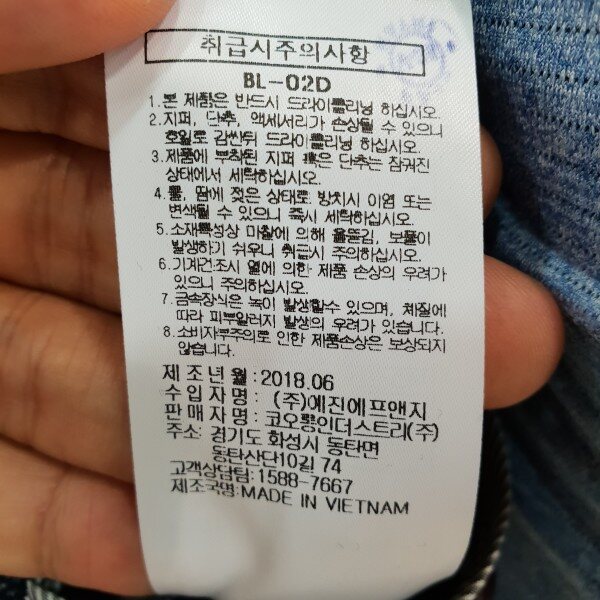 취급시주의사항
BL-02D
1. 본 제품은 반드시 드라이클리닝 하십시오.
2. 지퍼, 단추, 액세서리가 손상될 수 있으니
호일로 감싼뒤 드라이클리닝 하십시오.
3. 제품에 부착된 지퍼 혹은 단추는 잠궈진
상태에서 세탁하십시오.
4. 물, 땀에 젖은 상태로 방치시 이염 또는
변색될 수 있으니 즉시 세탁하십시오.
5. 소재특성상 마찰에 의해 올뜯김, 보풀이
발생하기 쉬우니 취급시 주의하십시오.
6. 기계건조시 열에 의한 제품 손상의 우려가
있으니 주의하십시오.
7. 금속장식은 녹이 발생할수 있으며, 체질에
따라 피부알러지 발생의 우려가 있습니다.
8. 소비자부주의로 인한 제품손상은 보상되지
않습니다.
제 조 년 월 : 2018.06
수 입 자 명 : (주)예진에프앤지
판 매 자 명 : 코오롱인더스트리(주)
주소: 경기도 화성시 동탄면
동탄산단10길 74
고객상담팀: 1588-7667
제조국명: MADE IN VIETNAM